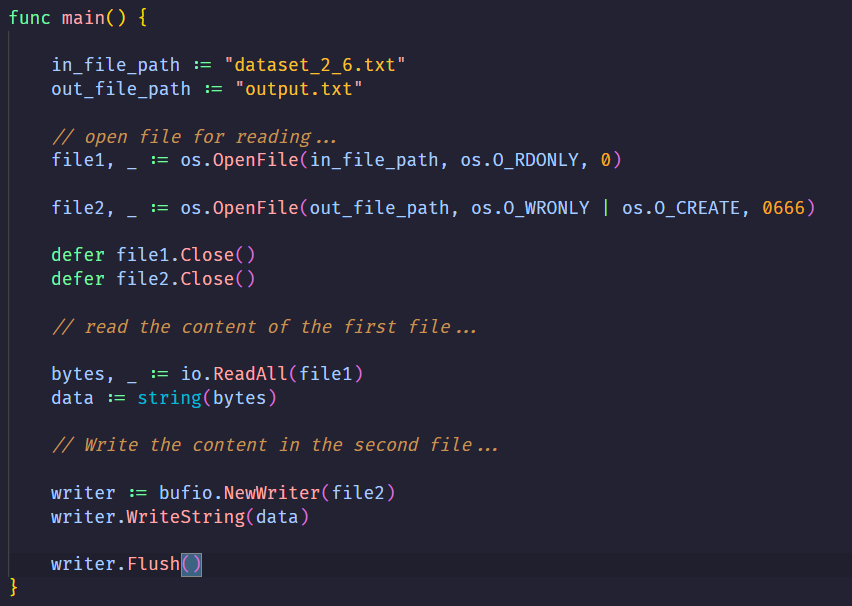 func main() {
in_file_path := "dataset_2_6.txt"
out_file_path := "output.txt"
// open file for reading...
file1, _ := os.OpenFile(in_file_path, os.O_RDONLY, 0)
file2, _ := os.OpenFile(out_file_path, os.O_WRONLY | os.O_CREATE, 0666)
defer file1.Close()
defer file2.Close()
// read the content of the first file...
bytes, _ := io.ReadAll(file1)
data := string(bytes)
// Write the content in the second file...
writer := bufio.NewWriter(file2)
writer.WriteString(data)
writer.Flush()
}